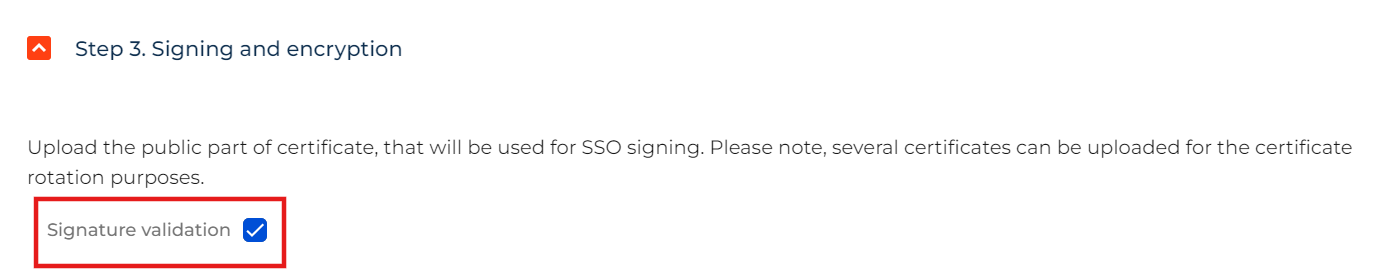 Step 3. Signing and encryption
Upload the public part of certificate, that will be used for SSO signing. Please note, several certificates can be uploaded for the certificate
rotation purposes.
Signature validation